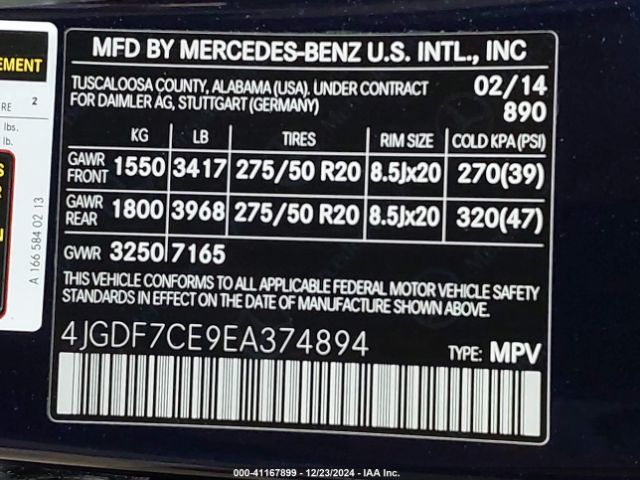 MFD BY MERCEDES-BENZ U.S. INTL., INC
TUSCALOOSA COUNTY, ALABAMA (USA). UNDER CONTRACT
FOR DAIMLER AG, STUTTGART (GERMANY)
02/14
890
KG LB TIRES RIM SIZE COLD KPA (PSI)
GAWR FRONT 1550 3417 275/50 R20 8.5Jx20 270(39)
GAWR REAR 1800 3968 275/50 R20 8.5Jx20 320(47)
GVWR 3250 7165
THIS VEHICLE CONFORMS TO ALL APPLICABLE FEDERAL MOTOR VEHICLE SAFETY
STANDARDS IN EFFECT ON THE DATE OF MANUFACTURE SHOWN ABOVE.
4JGDF7CE9EA374894
TYPE: MPV
EMENT
RE 2
lbs.
lb.
A 166 584 02 13
000-41167899 - 12/23/2024 - IAA Inc.